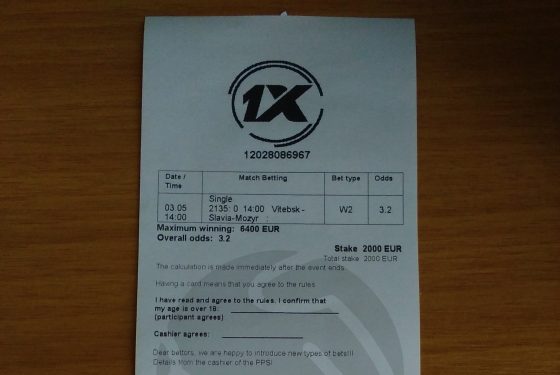 1X
12028086967
Date / Time Match Betting Bet type Odds
03.05 14:00 Single 2135: 0 14:00 Vitebsk - Slavia-Mozyr : W2 3.2
Maximum winning: 6400 EUR
Overall odds: 3.2
Stake 2000 EUR
Total stake 2000 EUR
The calculation is made immediately after the event ends.
Having a card means that you agree to the rules
I have read and agree to the rules. I confirm that
my age is over 18:
(participant agrees)
Cashier agrees:
Dear bettors, we are happy to introduce new types of bets!!!
Details from the cashier of the PPS!